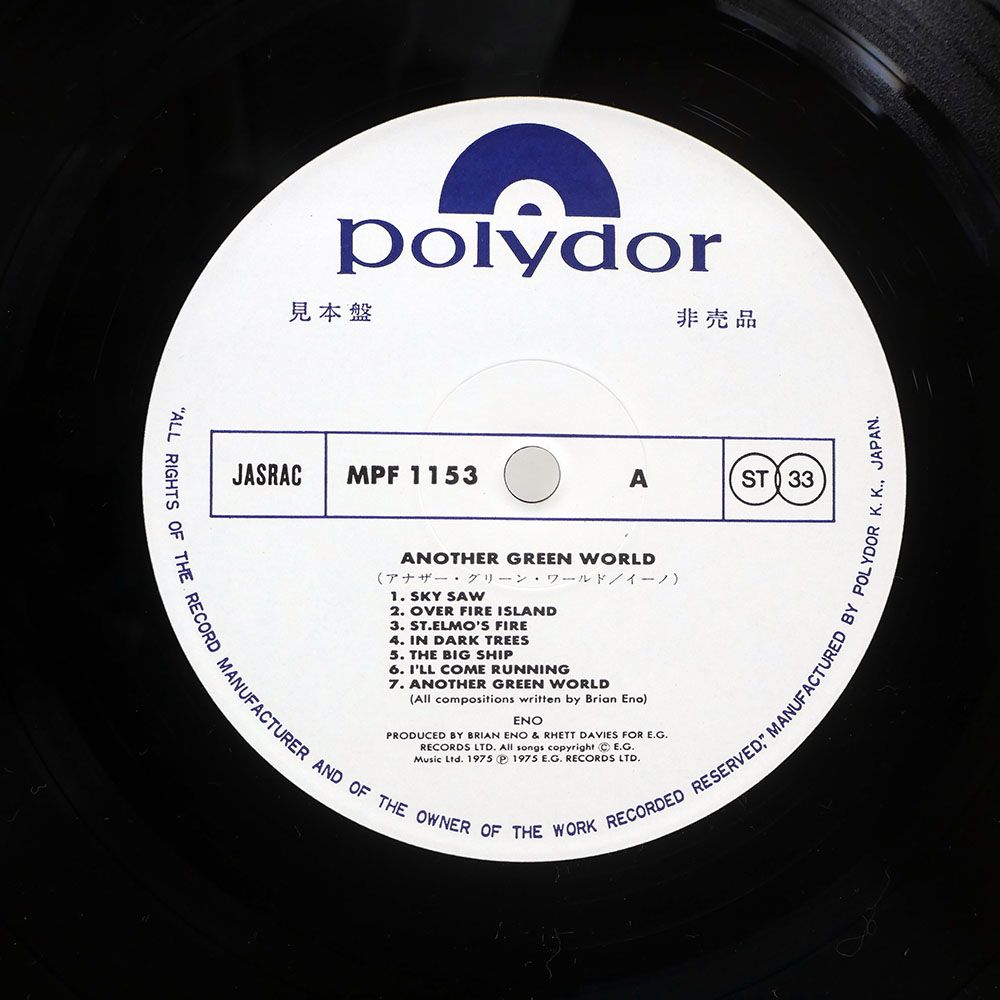 polydor
見本盤
非売品
JASRAC
MPF 1153
A
ST 33
ANOTHER GREEN WORLD
(アナザー・グリーン・ワールド/イーノ)
1. SKY SAW
2. OVER FIRE ISLAND
3. ST.ELMO'S FIRE
4. IN DARK TREES
5. THE BIG SHIP
6. I'LL COME RUNNING
7. ANOTHER GREEN WORLD
(All compositions written by Brian Eno)
ENO
PRODUCED BY BRIAN ENO & RHETT DAVIES FOR E.G.
RECORDS LTD. All songs copyright © E.G.
Music Ltd. 1975 ℗ 1975 E.G. RECORDS LTD.
"ALL RIGHTS OF THE RECORD MANUFACTURER AND OF THE OWNER OF THE WORK RECORDED RESERVED," MANUFACTURED BY POLYDOR K. K., JAPAN.